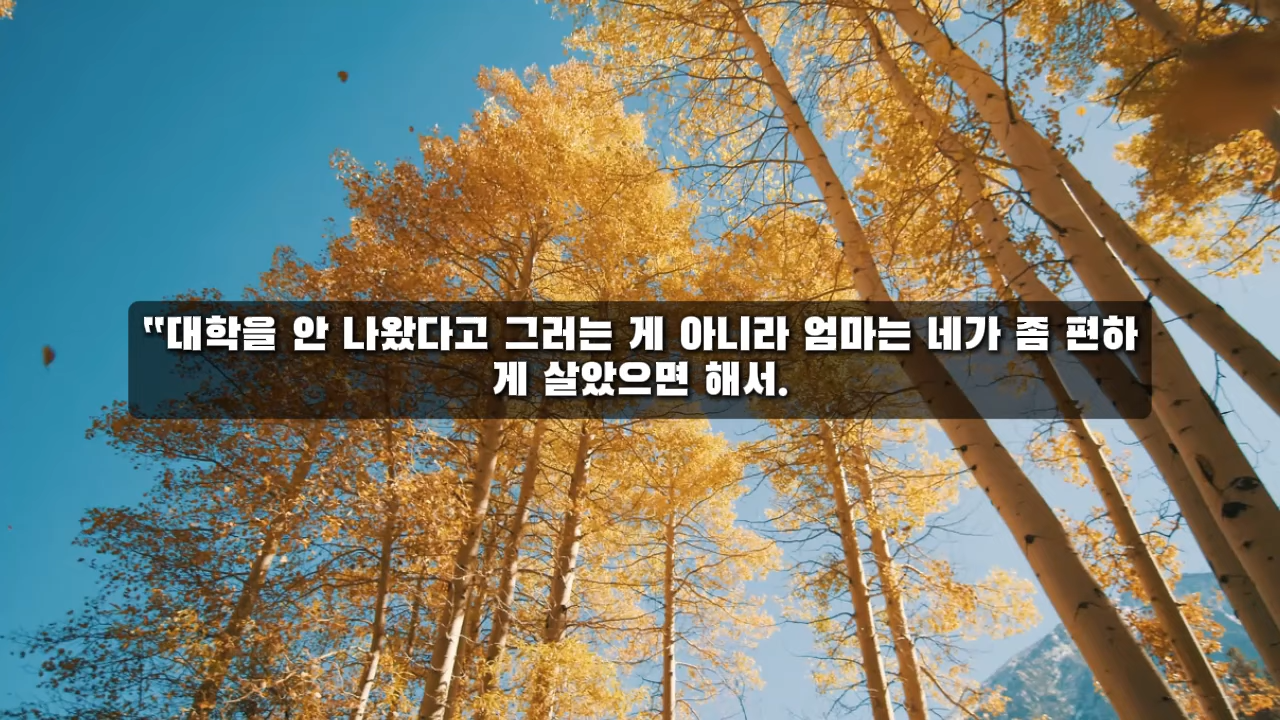 “대학을 안 나왔다고 그러는 게 아니라 엄마는 네가 좀 편하
게 살았으면 해서.